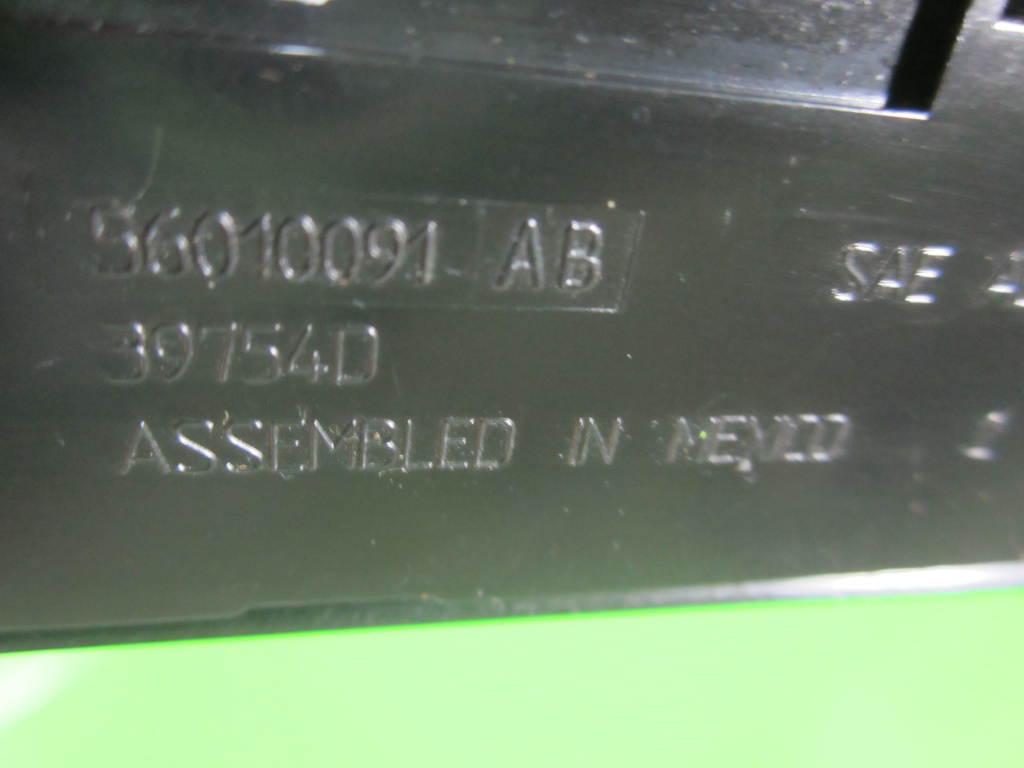 56010091 AB
SAE
39754D
ASSEMBLED IN MEXICO